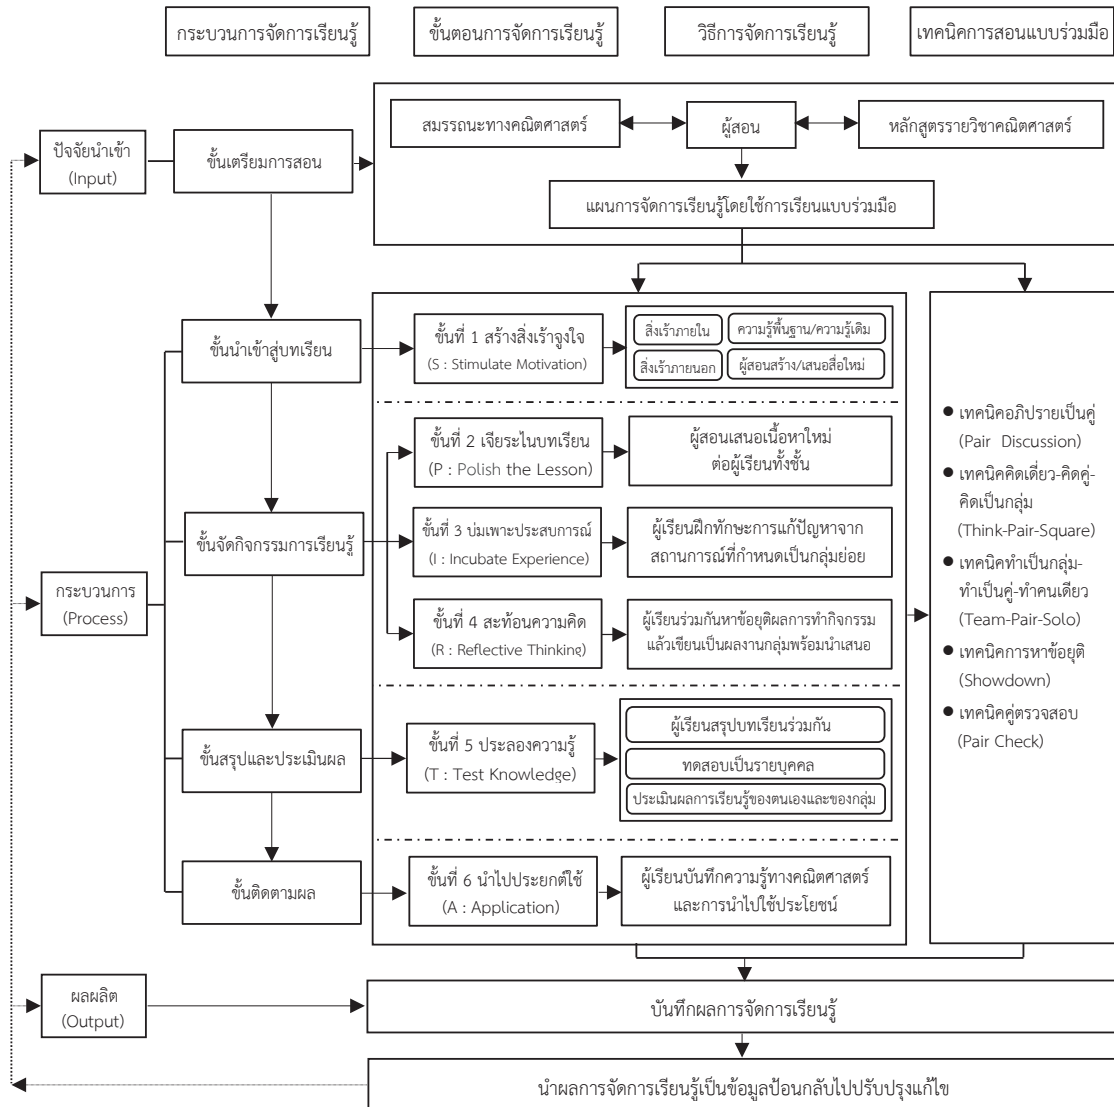 กระบวนการจัดการเรียนรู้
ขั้นตอนการจัดการเรียนรู้
วิธีการจัดการเรียนรู้
เทคนิคการสอนแบบร่วมมือ
ปัจจัยนำเข้า
(Input)
ขั้นเตรียมการสอน
สมรรถนะทางคณิตศาสตร์
ผู้สอน
หลักสูตรรายวิชาคณิตศาสตร์
แผนการจัดการเรียนรู้โดยใช้การเรียนแบบร่วมมือ
ขั้นนำเข้าสู่บทเรียน
ขั้นที่ 1 สร้างสิ่งเร้าจูงใจ
(S : Stimulate Motivation)
สิ่งเร้าภายใน
ความรู้พื้นฐาน/ความรู้เดิม
สิ่งเร้าภายนอก
ผู้สอนสร้าง/เสนอสื่อใหม่
ขั้นที่ 2 เจียระไนบทเรียน
(P : Polish the Lesson)
ผู้สอนเสนอเนื้อหาใหม่
ต่อผู้เรียนทั้งชั้น
กระบวนการ
(Process)
ขั้นจัดกิจกรรมการเรียนรู้
ขั้นที่ 3 บ่มเพาะประสบการณ์
(I : Incubate Experience)
ผู้เรียนฝึกทักษะการแก้ปัญหาจาก
สถานการณ์ที่กำหนดเป็นกลุ่มย่อย
ขั้นที่ 4 สะท้อนความคิด
(R : Reflective Thinking)
ผู้เรียนร่วมกันหาข้อยุติผลการทำกิจกรรม
แล้วเขียนเป็นผลงานกลุ่มพร้อมนำเสนอ
ขั้นสรุปและประเมินผล
ขั้นที่ 5 ประลองความรู้
(T : Test Knowledge)
ผู้เรียนสรุปบทเรียนร่วมกัน
ทดสอบเป็นรายบุคคล
ประเมินผลการเรียนรู้ของตนเองและของกลุ่ม
ขั้นติดตามผล
ขั้นที่ 6 นำไปประยุกต์ใช้
(A : Application)
ผู้เรียนบันทึกความรู้ทางคณิตศาสตร์
และการนำไปใช้ประโยชน์
● เทคนิคอภิปรายเป็นคู่
(Pair Discussion)
● เทคนิคคิดเดี่ยว-คิดคู่-
คิดเป็นกลุ่ม
(Think-Pair-Square)
● เทคนิคทำเป็นกลุ่ม-
ทำเป็นคู่-ทำคนเดียว
(Team-Pair-Solo)
● เทคนิคการหาข้อยุติ
(Showdown)
● เทคนิคคู่ตรวจสอบ
(Pair Check)
ผลผลิต
(Output)
บันทึกผลการจัดการเรียนรู้
นำผลการจัดการเรียนรู้เป็นข้อมูลป้อนกลับไปปรับปรุงแก้ไข